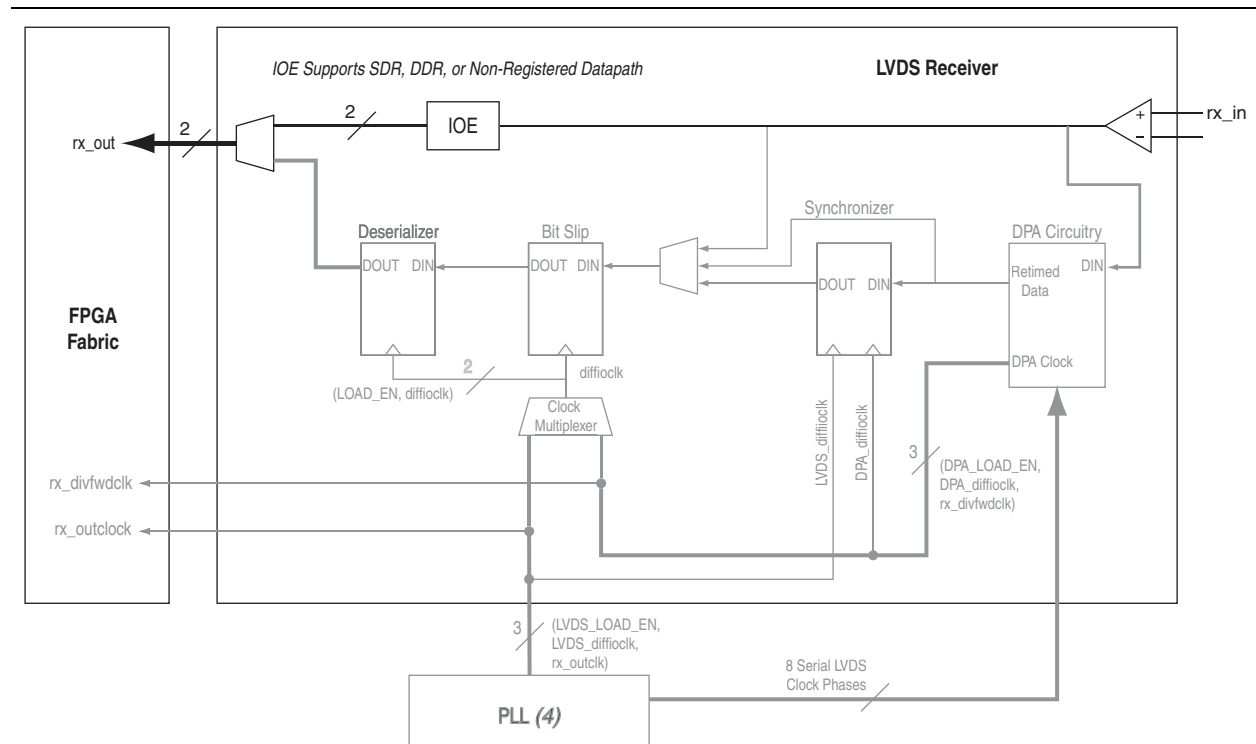 IOE Supports SDR, DDR, or Non-Registered Datapath
LVDS Receiver
2
2
IOE
+
−
rx_in
rx_out
Synchronizer
Deserializer
Bit Slip
DPA Circuitry
DOUT DIN
DOUT DIN
DOUT DIN
Retimed
Data
DIN
FPGA
Fabric
DPA Clock
2
diffioclk
(LOAD_EN, diffioclk)
Clock
Multiplexer
LVDS_diffioclk
DPA_diffioclk
3
(DPA_LOAD_EN,
DPA_diffioclk,
rx_divfwdclk)
rx_divfwdclk
rx_outclock
3
(LVDS_LOAD_EN,
LVDS_diffioclk,
rx_outclk)
8 Serial LVDS
Clock Phases
PLL (4)